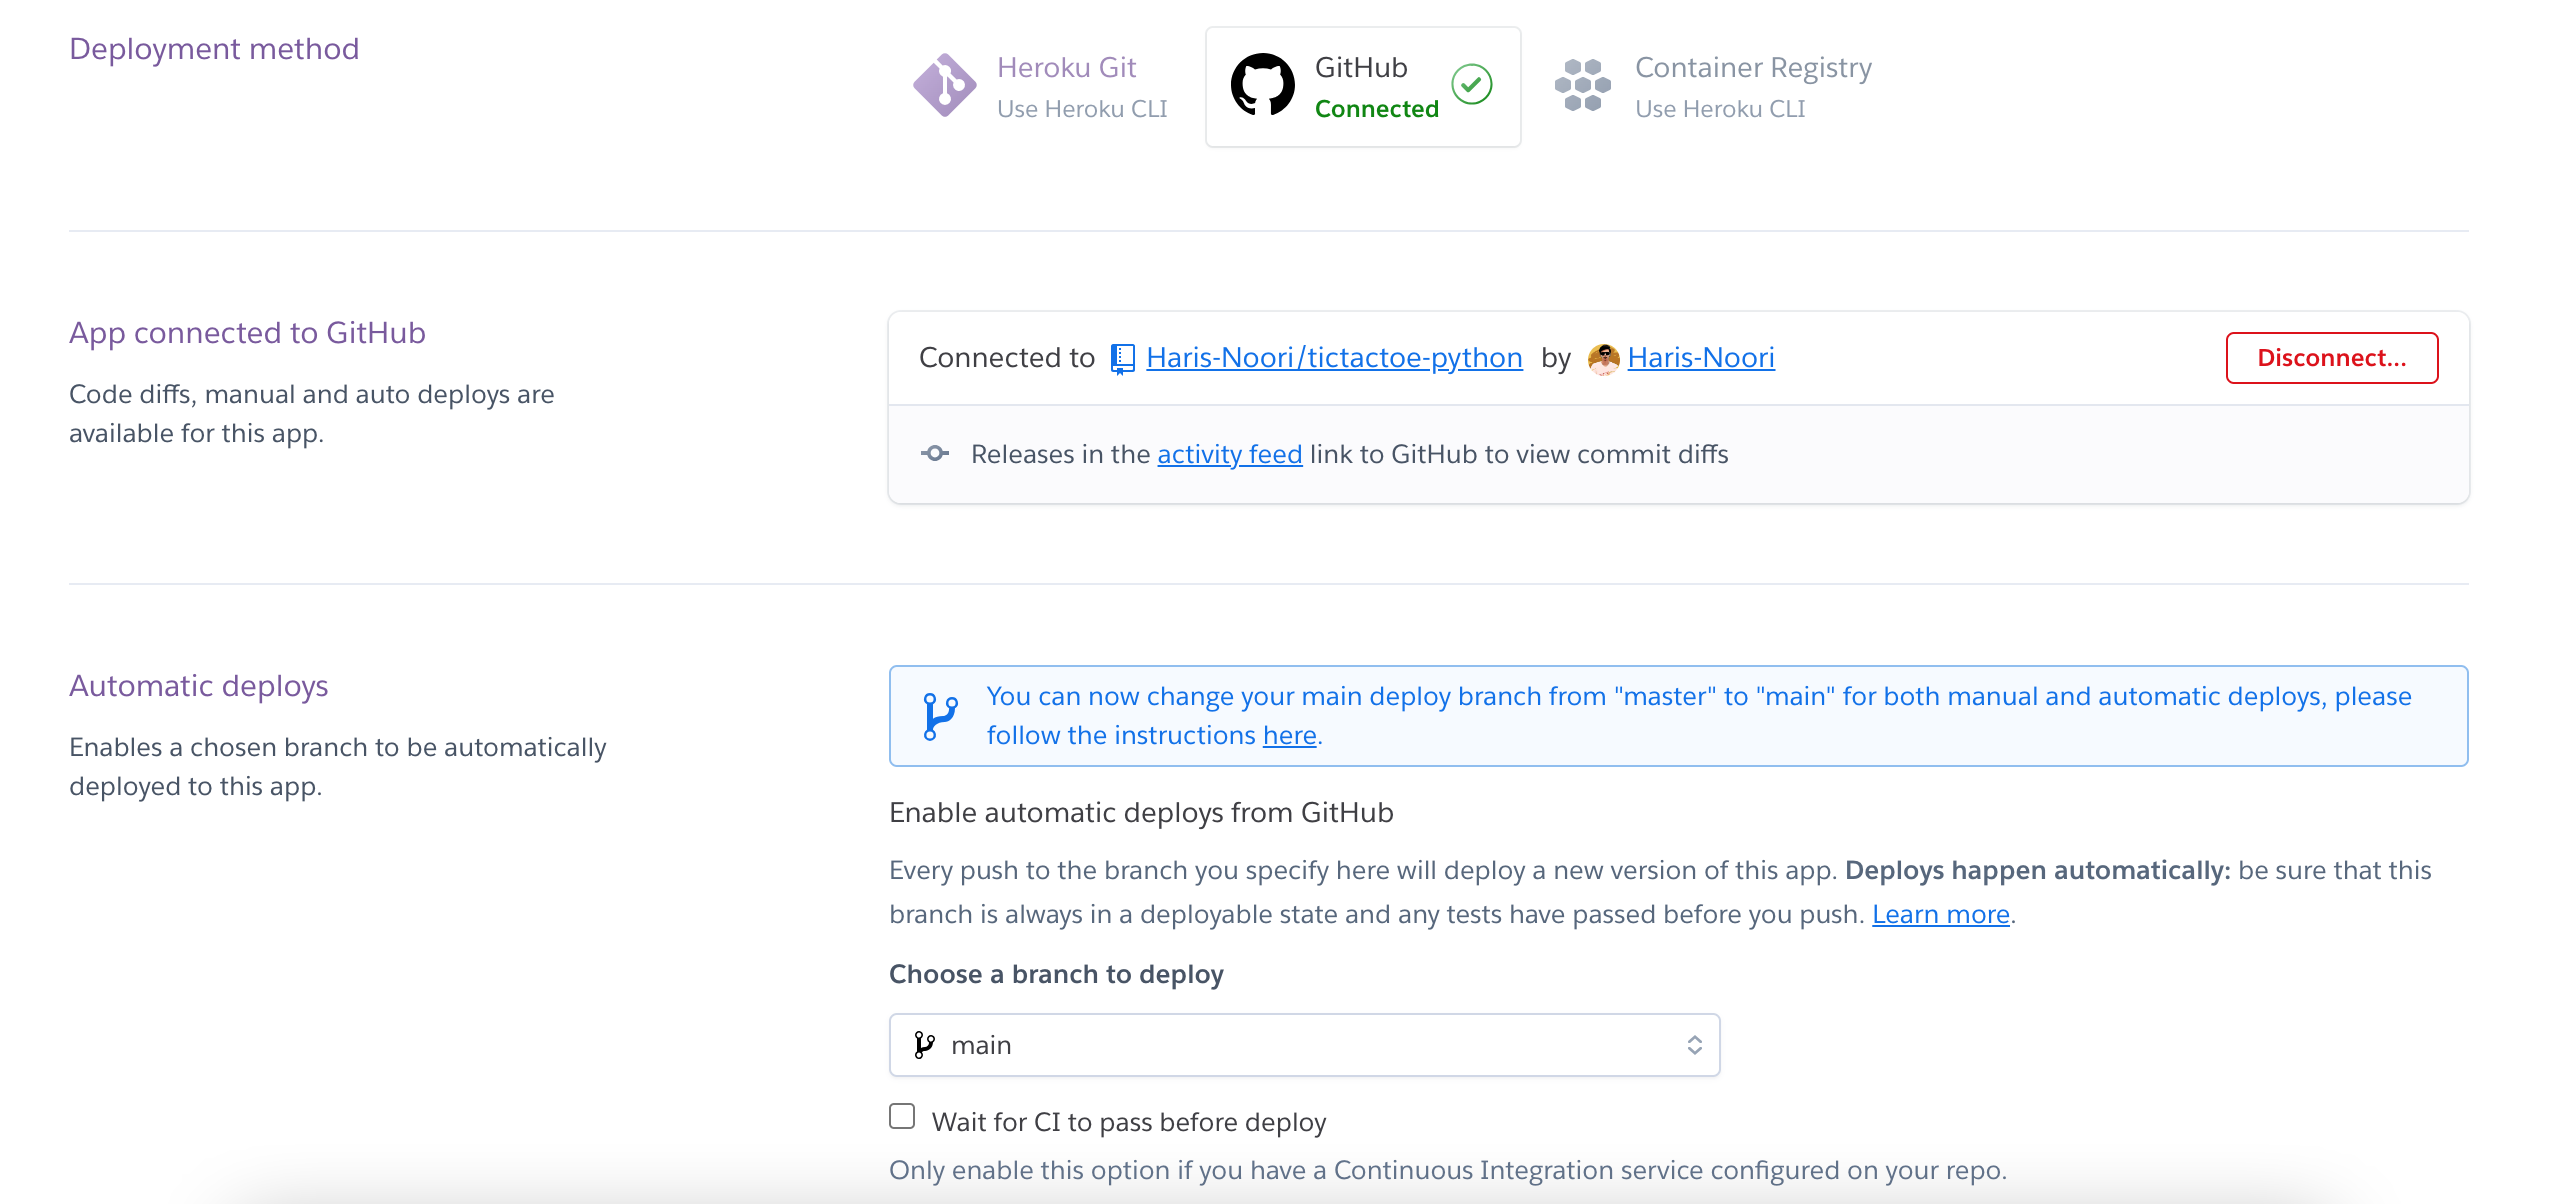 Deployment method
Heroku Git
Use Heroku CLI
GitHub
Connected
Container Registry
Use Heroku CLI
App connected to GitHub
Code diffs, manual and auto deploys are
available for this app.
Connected to Haris-Noori/tictactoe-python by Haris-Noori
Disconnect...
Releases in the activity feed link to GitHub to view commit diffs
Automatic deploys
Enables a chosen branch to be automatically
deployed to this app.
You can now change your main deploy branch from "master" to "main" for both manual and automatic deploys, please
follow the instructions here.
Enable automatic deploys from GitHub
Every push to the branch you specify here will deploy a new version of this app. Deploys happen automatically: be sure that this
branch is always in a deployable state and any tests have passed before you push. Learn more.
Choose a branch to deploy
main
Wait for CI to pass before deploy
Only enable this option if you have a Continuous Integration service configured on your repo.